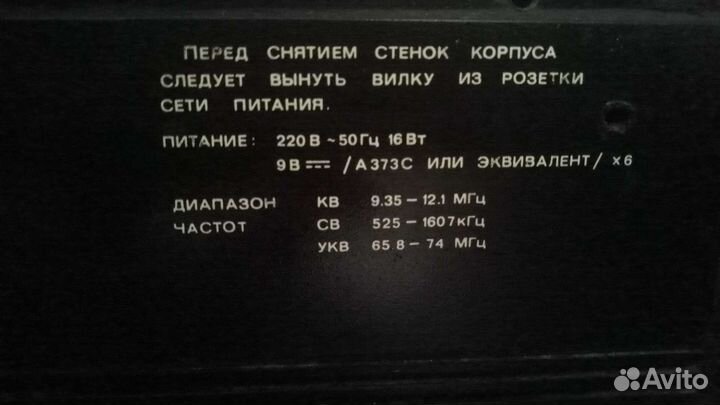 ПЕРЕД СНЯТИЕМ СТЕНОК КОРПУСА
СЛЕДУЕТ ВЫНУТЬ ВИЛКУ ИЗ РОЗЕТКИ
СЕТИ ПИТАНИЯ.
ПИТАНИЕ: 220 В ~ 50 Гц 16 Вт
9 В ⎓ /А373С ИЛИ ЭКВИВАЛЕНТ/ х6
ДИАПАЗОН КВ 9.35 – 12.1 МГц
ЧАСТОТ СВ 525 – 1607 кГц
УКВ 65.8 – 74 МГц
Avito